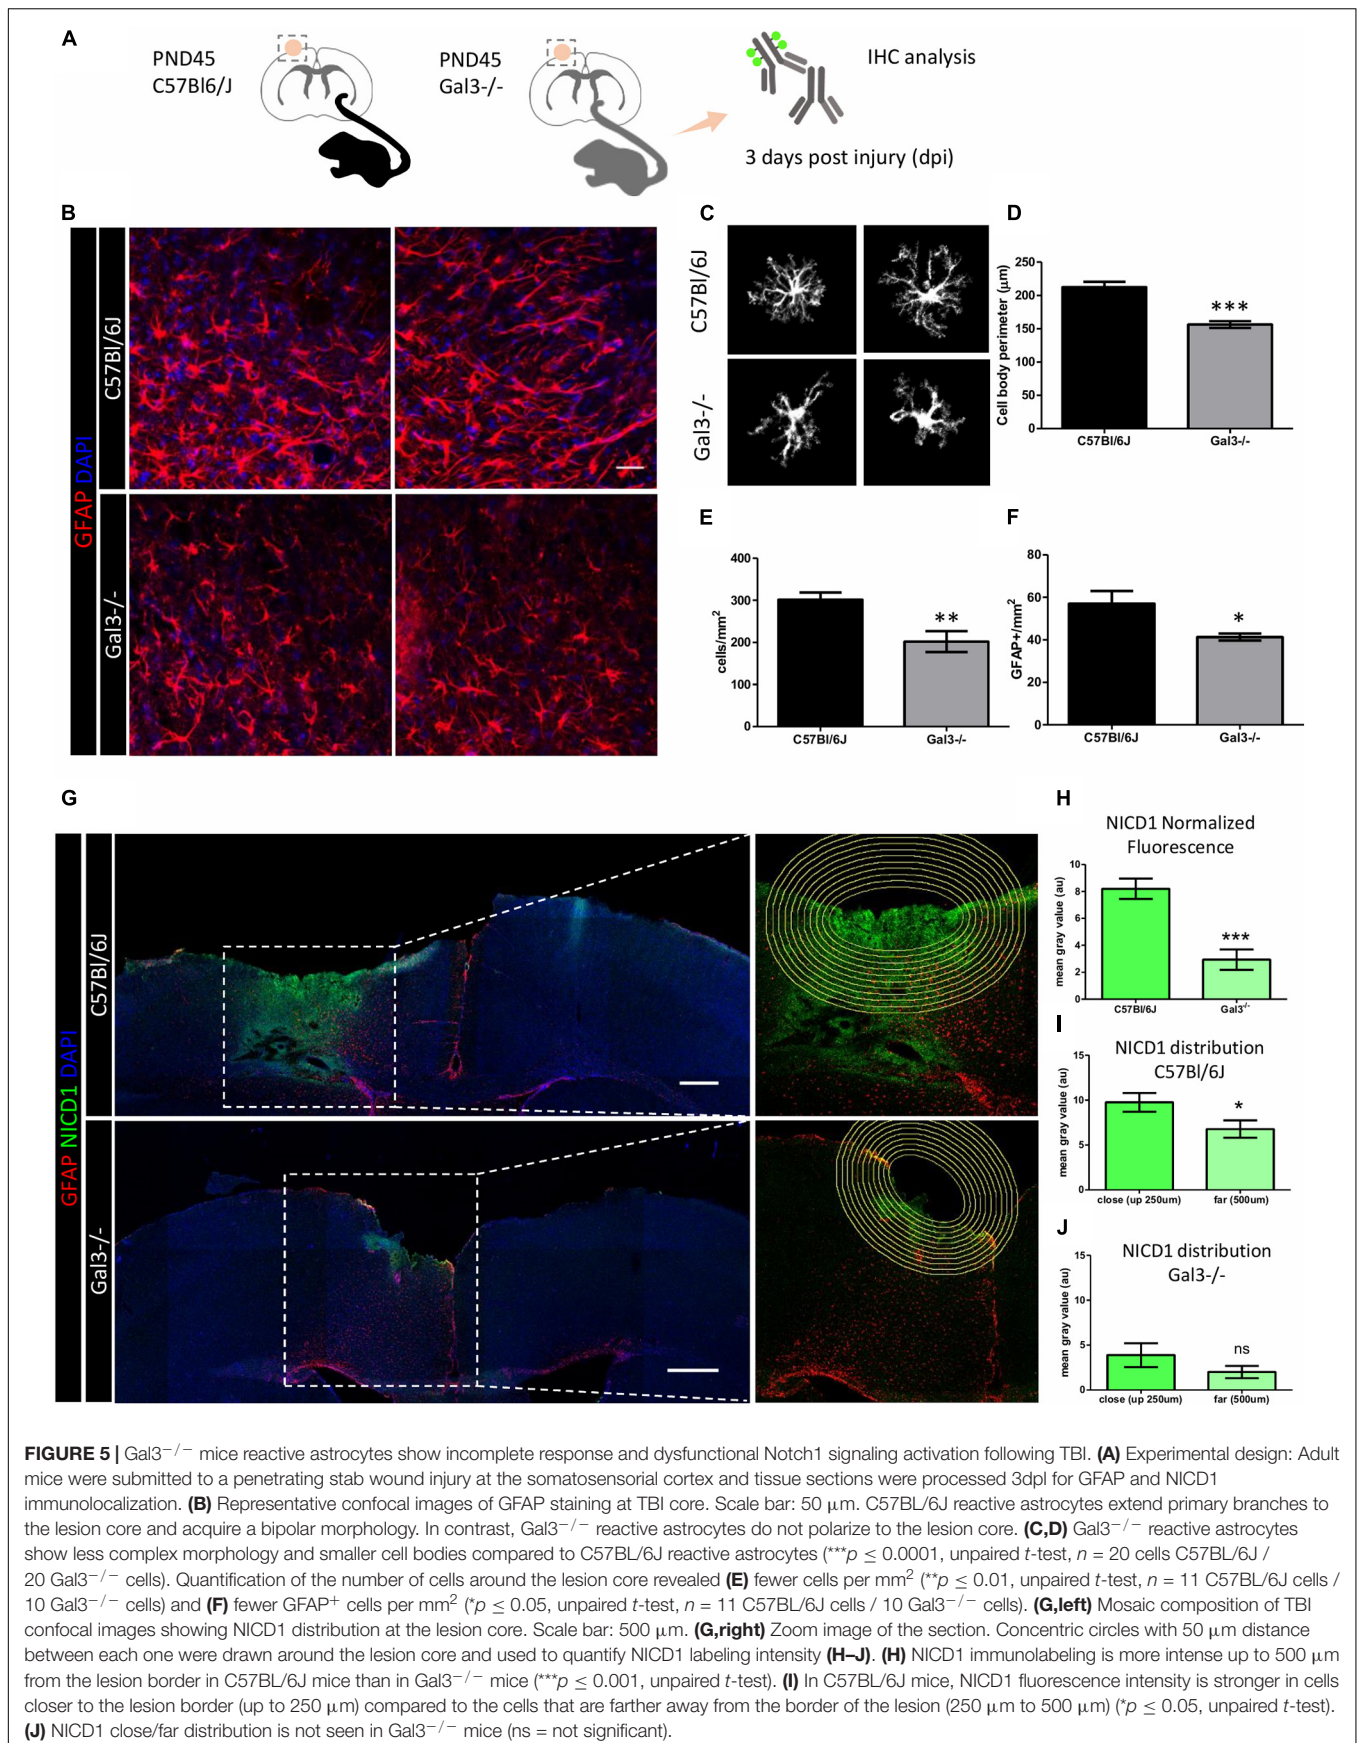 A
PND45
C57Bl6/J
PND45
Gal3-/-
IHC analysis
3 days post injury (dpi)
B
GFAP DAPI
C57Bl/6J
Gal3-/-
C
C57Bl/6J
Gal3-/-
D
Cell body perimeter (μm)
250
200
150
100
50
0
***
C57Bl/6J
Gal3-/-
E
cells/mm²
400
300
200
100
0
**
C57Bl/6J
Gal3-/-
F
GFAP+/mm²
80
60
40
20
0
*
C57Bl/6J
Gal3-/-
G
GFAP NICD1 DAPI
C57Bl/6J
Gal3-/-
H
NICD1 Normalized
Fluorescence
mean gray value (au)
10
8
6
4
2
0
***
C57Bl/6J
Gal3⁻/⁻
I
NICD1 distribution
C57Bl/6J
mean gray value (au)
15
10
5
0
*
close (up 250um)
far (500um)
J
NICD1 distribution
Gal3-/-
mean gray value (au)
15
10
5
0
ns
close (up 250um)
far (500um)
FIGURE 5 | Gal3−/− mice reactive astrocytes show incomplete response and dysfunctional Notch1 signaling activation following TBI. (A) Experimental design: Adult
mice were submitted to a penetrating stab wound injury at the somatosensorial cortex and tissue sections were processed 3dpl for GFAP and NICD1
immunolocalization. (B) Representative confocal images of GFAP staining at TBI core. Scale bar: 50 μm. C57BL/6J reactive astrocytes extend primary branches to
the lesion core and acquire a bipolar morphology. In contrast, Gal3−/− reactive astrocytes do not polarize to the lesion core. (C,D) Gal3−/− reactive astrocytes
show less complex morphology and smaller cell bodies compared to C57BL/6J reactive astrocytes (***p ≤ 0.0001, unpaired t-test, n = 20 cells C57BL/6J /
20 Gal3−/− cells). Quantification of the number of cells around the lesion core revealed (E) fewer cells per mm² (**p ≤ 0.01, unpaired t-test, n = 11 C57BL/6J cells /
10 Gal3−/− cells) and (F) fewer GFAP+ cells per mm² (*p ≤ 0.05, unpaired t-test, n = 11 C57BL/6J cells / 10 Gal3−/− cells). (G,left) Mosaic composition of TBI
confocal images showing NICD1 distribution at the lesion core. Scale bar: 500 μm. (G,right) Zoom image of the section. Concentric circles with 50 μm distance
between each one were drawn around the lesion core and used to quantify NICD1 labeling intensity (H–J). (H) NICD1 immunolabeling is more intense up to 500 μm
from the lesion border in C57BL/6J mice than in Gal3−/− mice (***p ≤ 0.001, unpaired t-test). (I) In C57BL/6J mice, NICD1 fluorescence intensity is stronger in cells
closer to the lesion border (up to 250 μm) compared to the cells that are farther away from the border of the lesion (250 μm to 500 μm) (*p ≤ 0.05, unpaired t-test).
(J) NICD1 close/far distribution is not seen in Gal3−/− mice (ns = not significant).